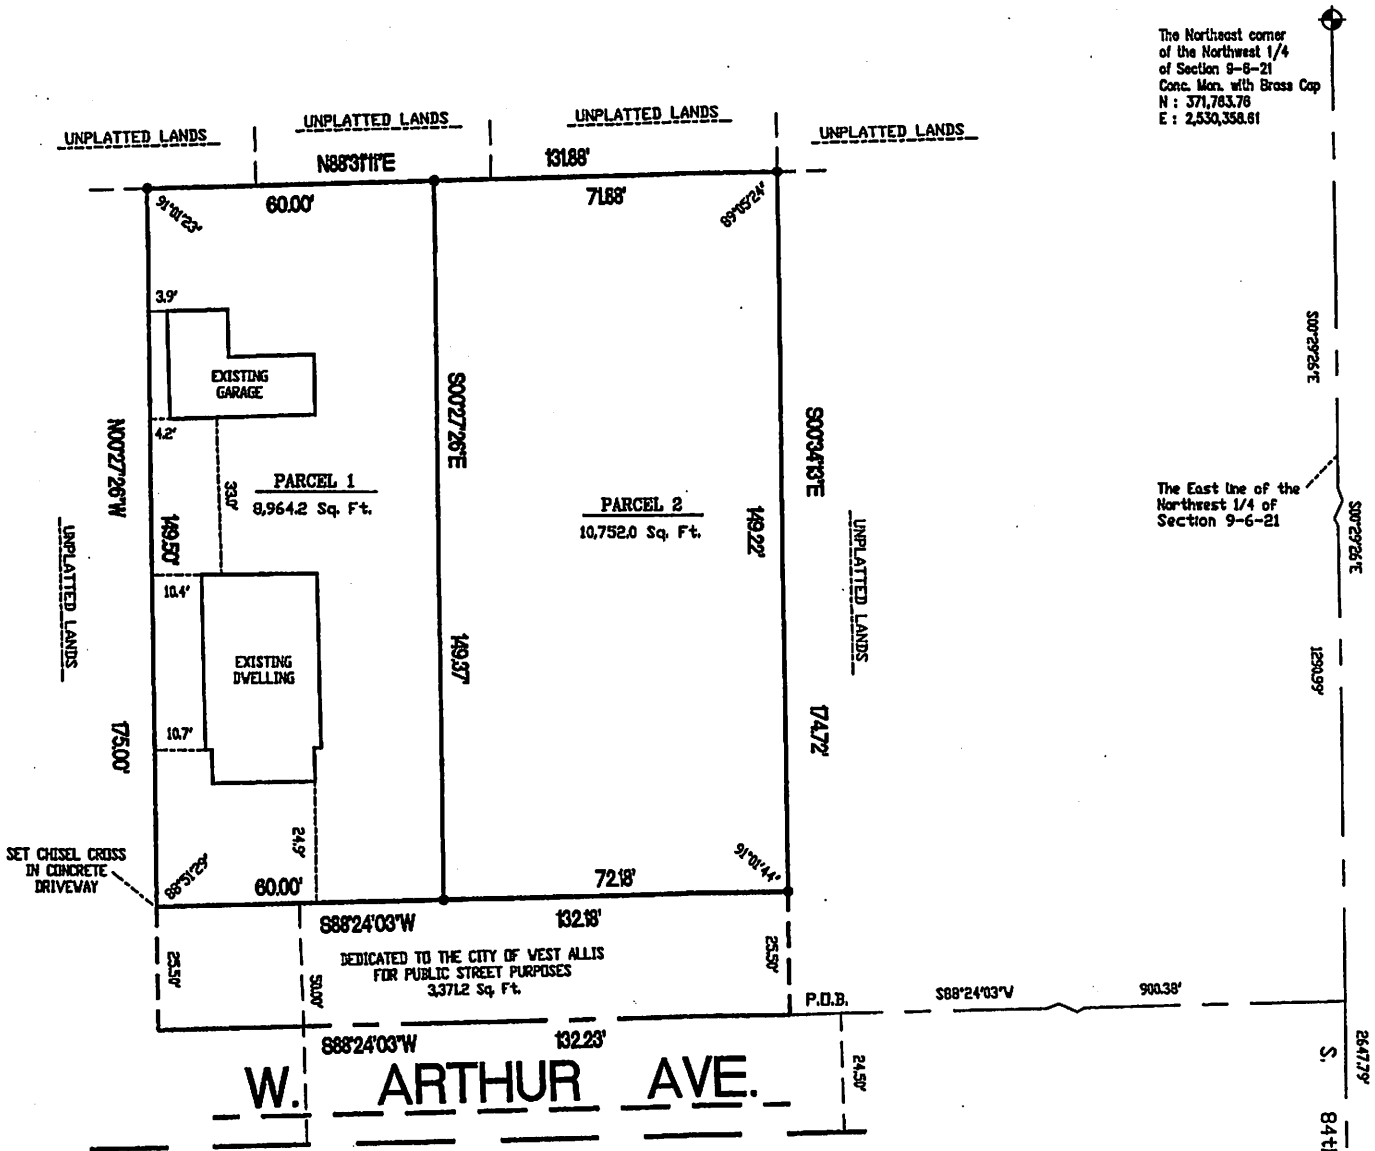 The Northeast corner
of the Northwest 1/4
of Section 9-6-21
Conc. Mon. with Brass Cap
N : 371,763.76
E : 2,530,358.61
UNPLATTED LANDS
UNPLATTED LANDS
UNPLATTED LANDS
UNPLATTED LANDS
N88°31'11"E
131.88'
60.00'
71.88'
91°01'23"
89°05'24"
3.9'
EXISTING
GARAGE
4.2'
33.0'
N00°27'26"W
149.50'
175.00'
UNPLATTED LANDS
PARCEL 1
8,964.2 Sq. Ft.
S00°27'26"E
149.37'
PARCEL 2
10,752.0 Sq. Ft.
S00°34'13"E
149.22'
174.72'
UNPLATTED LANDS
S00°29'26"E
The East line of the
Northwest 1/4 of
Section 9-6-21
S00°29'26"E
1290.99'
10.4'
EXISTING
DWELLING
10.7'
24.9'
SET CHISEL CROSS
IN CONCRETE
DRIVEWAY
88°51'29"
91°01'44"
60.00'
72.18'
S88°24'03"W
132.18'
25.50'
DEDICATED TO THE CITY OF WEST ALLIS
FOR PUBLIC STREET PURPOSES
3,371.2 Sq. Ft.
25.50'
50.00'
P.O.B.
S88°24'03"W
900.38'
S88°24'03"W
132.23'
W. ARTHUR AVE.
24.50'
2647.79'
S. 84th